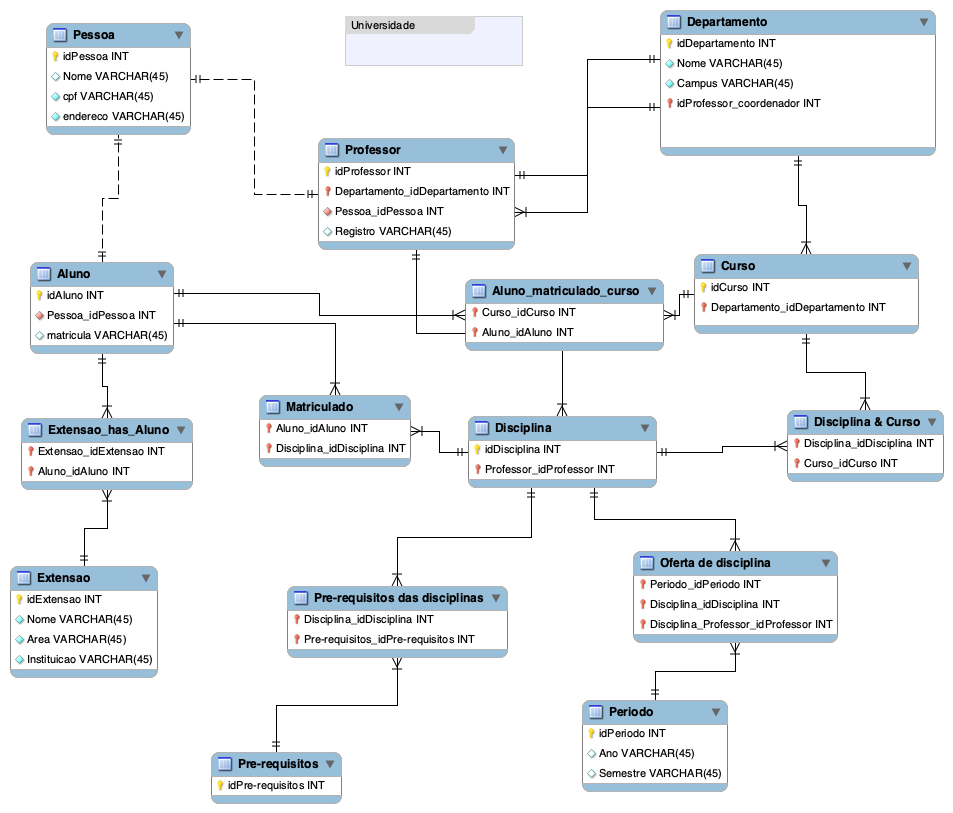 Universidade
Pessoa
idPessoa INT
Nome VARCHAR(45)
cpf VARCHAR(45)
endereco VARCHAR(45)
Departamento
idDepartamento INT
Nome VARCHAR(45)
Campus VARCHAR(45)
idProfessor_coordenador INT
Professor
idProfessor INT
Departamento_idDepartamento INT
Pessoa_idPessoa INT
Registro VARCHAR(45)
Aluno
idAluno INT
Pessoa_idPessoa INT
matricula VARCHAR(45)
Aluno_matriculado_curso
Curso_idCurso INT
Aluno_idAluno INT
Curso
idCurso INT
Departamento_idDepartamento INT
Extensao_has_Aluno
Extensao_idExtensao INT
Aluno_idAluno INT
Matriculado
Aluno_idAluno INT
Disciplina_idDisciplina INT
Disciplina
idDisciplina INT
Professor_idProfessor INT
Disciplina & Curso
Disciplina_idDisciplina INT
Curso_idCurso INT
Extensao
idExtensao INT
Nome VARCHAR(45)
Area VARCHAR(45)
Instituicao VARCHAR(45)
Pre-requisitos das disciplinas
Disciplina_idDisciplina INT
Pre-requisitos_idPre-requisitos INT
Oferta de disciplina
Periodo_idPeriodo INT
Disciplina_idDisciplina INT
Disciplina_Professor_idProfessor INT
Pre-requisitos
idPre-requisitos INT
Periodo
idPeriodo INT
Ano VARCHAR(45)
Semestre VARCHAR(45)